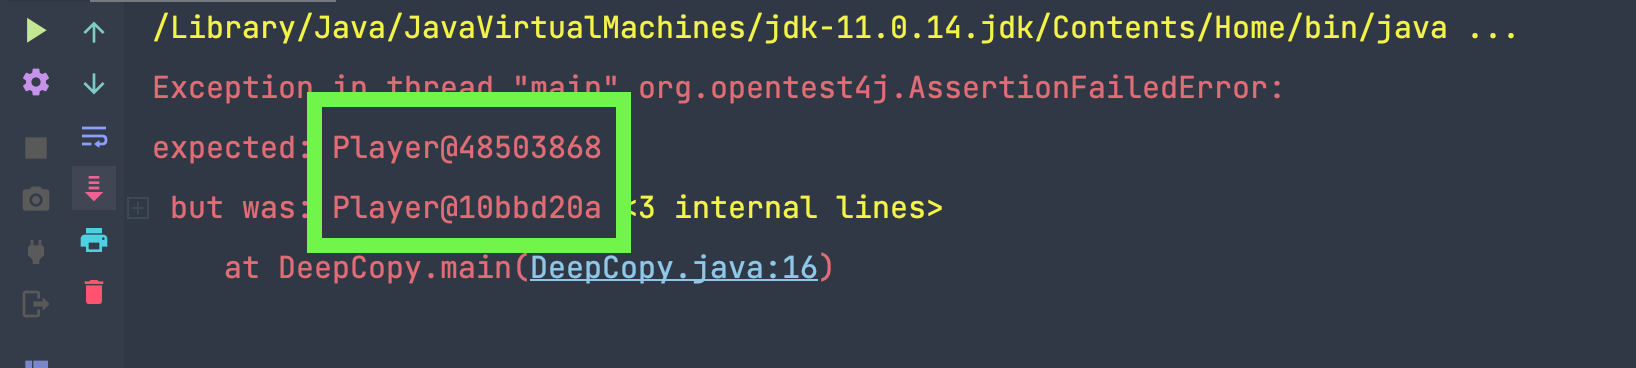 /Library/Java/JavaVirtualMachines/jdk-11.0.14.jdk/Contents/Home/bin/java ...
Exception in thread "main" org.opentest4j.AssertionFailedError:
expected: Player@48503868
but was: Player@10bbd20a <3 internal lines>
at DeepCopy.main(DeepCopy.java:16)